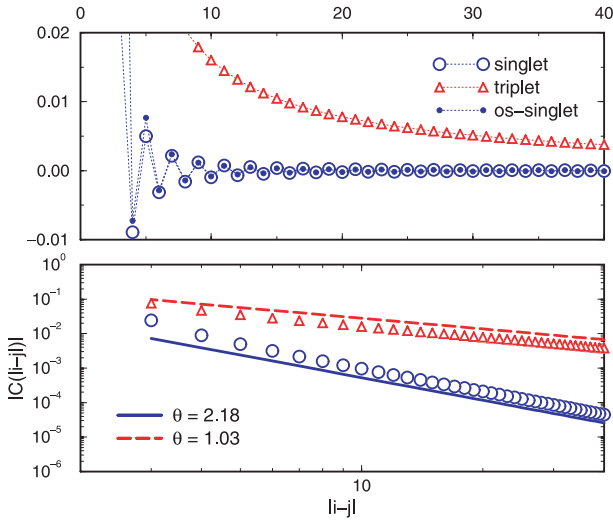 0 10 20 30 40
0.02
0.01
0.00
−0.01
singlet
triplet
os−singlet
10⁰
10⁻¹
10⁻²
10⁻³
10⁻⁴
10⁻⁵
10⁻⁶
|C(|i−j|)|
θ = 2.18
θ = 1.03
10
|i−j|